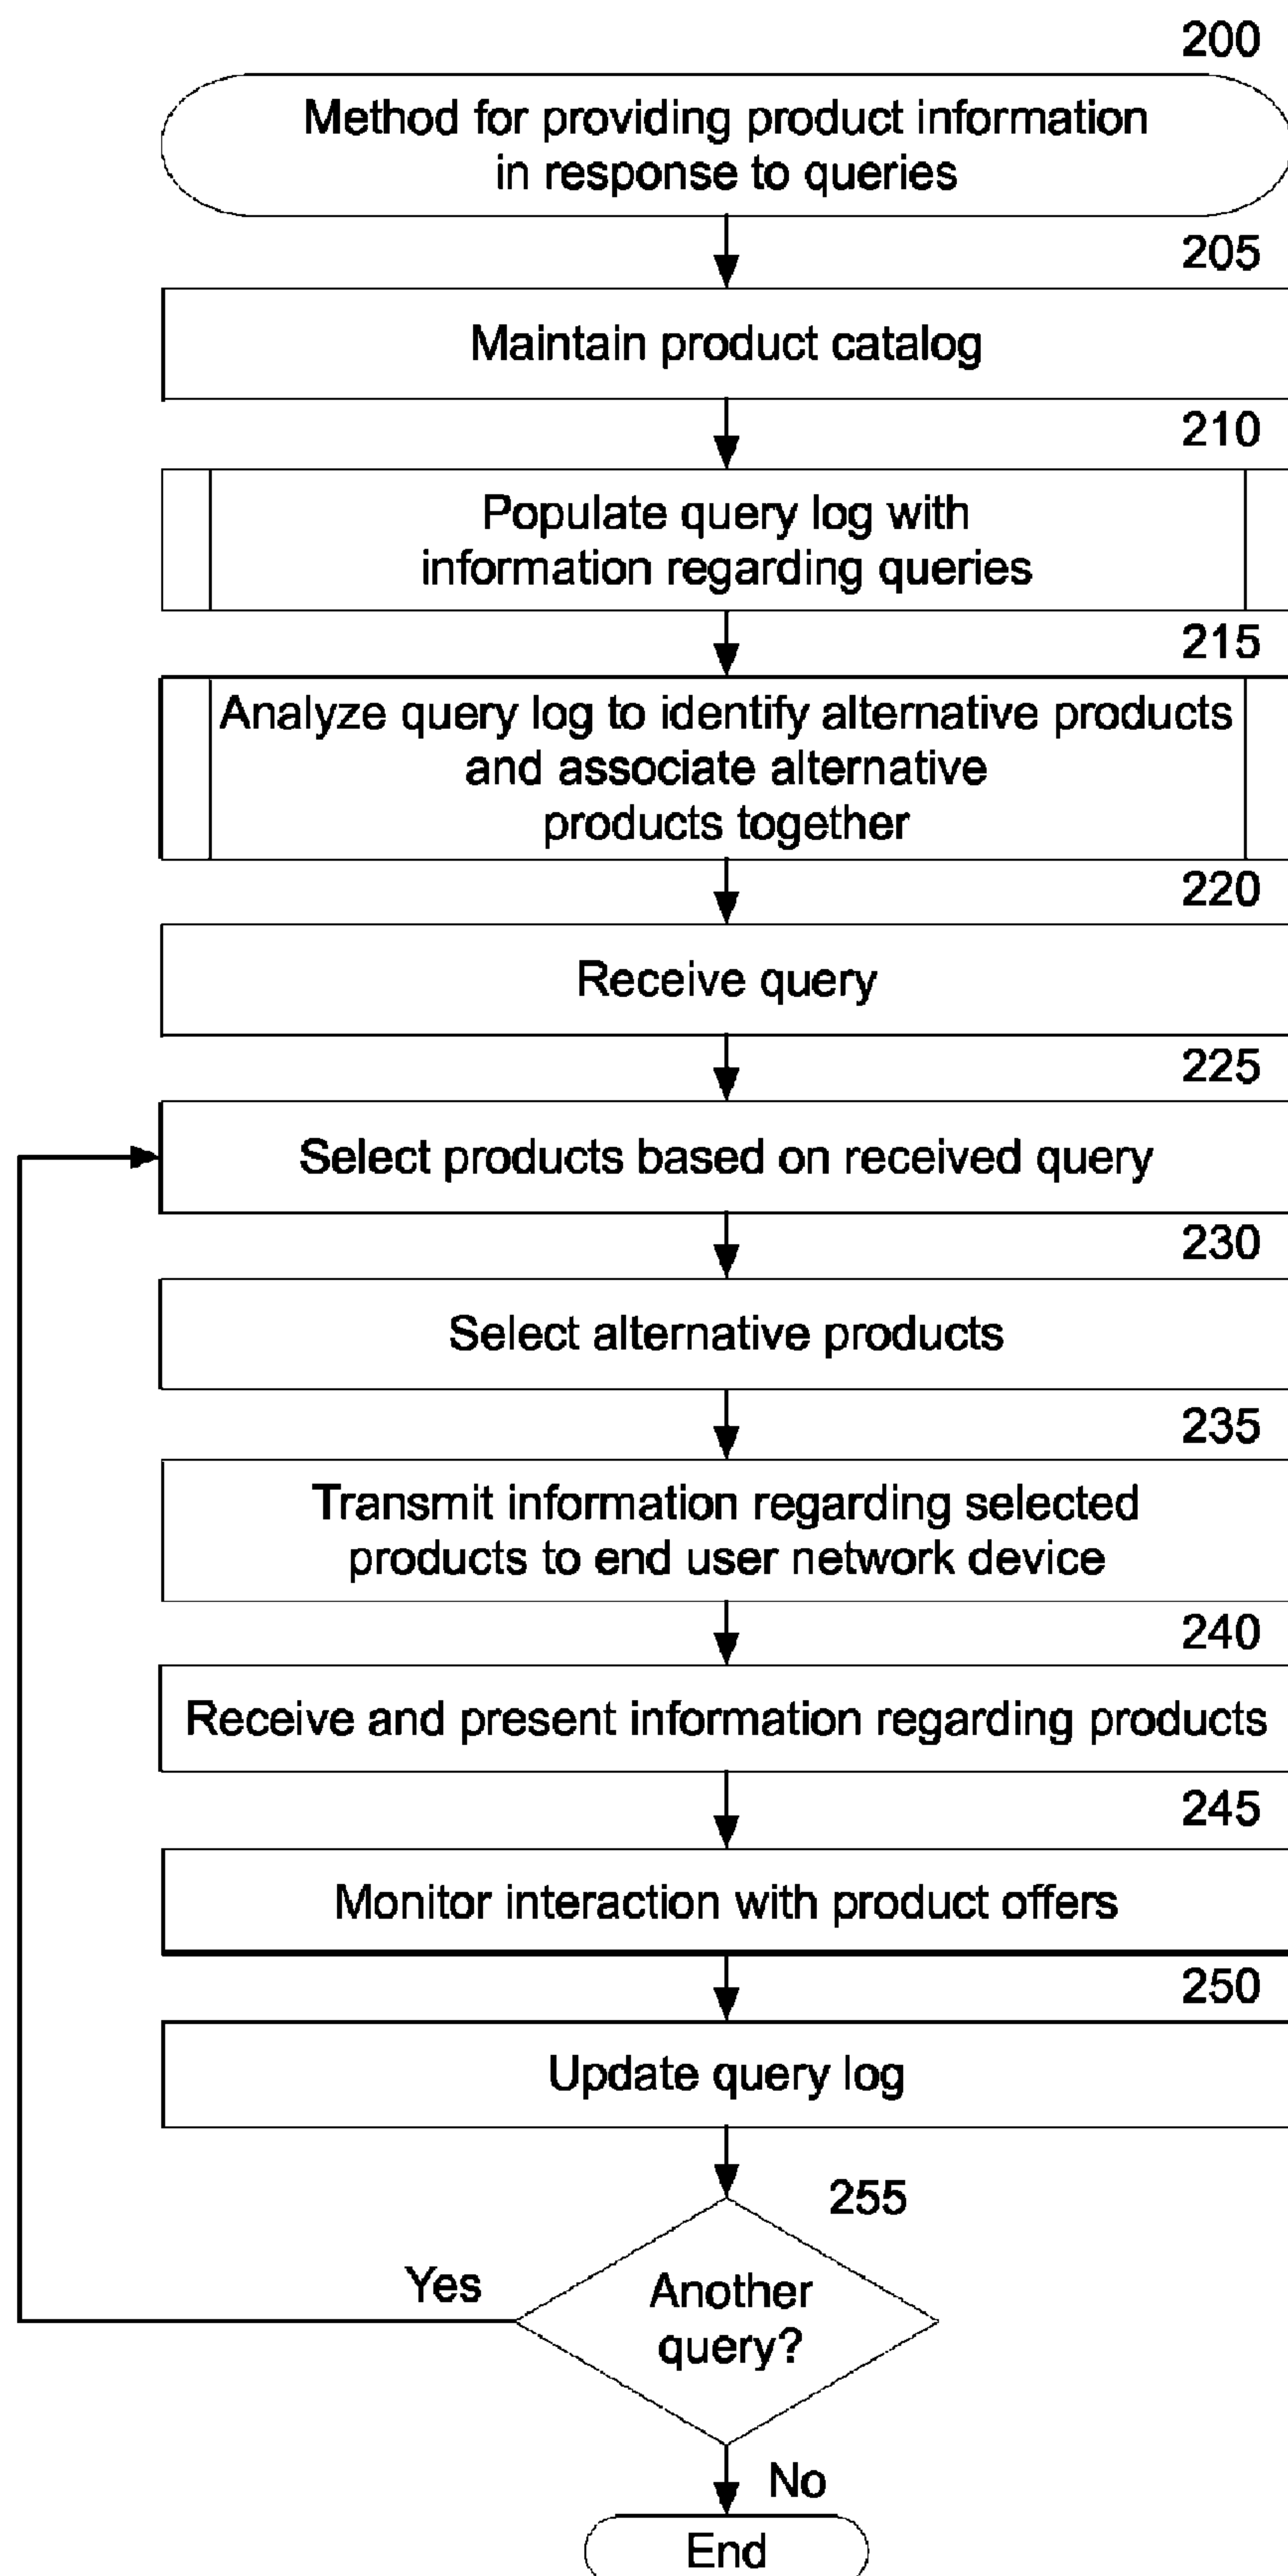 200
Method for providing product information
in response to queries
205
Maintain product catalog
210
Populate query log with
information regarding queries
215
Analyze query log to identify alternative products
and associate alternative
products together
220
Receive query
225
Select products based on received query
230
Select alternative products
235
Transmit information regarding selected
products to end user network device
240
Receive and present information regarding products
245
Monitor interaction with product offers
250
Update query log
255
Another
query?
Yes
No
End